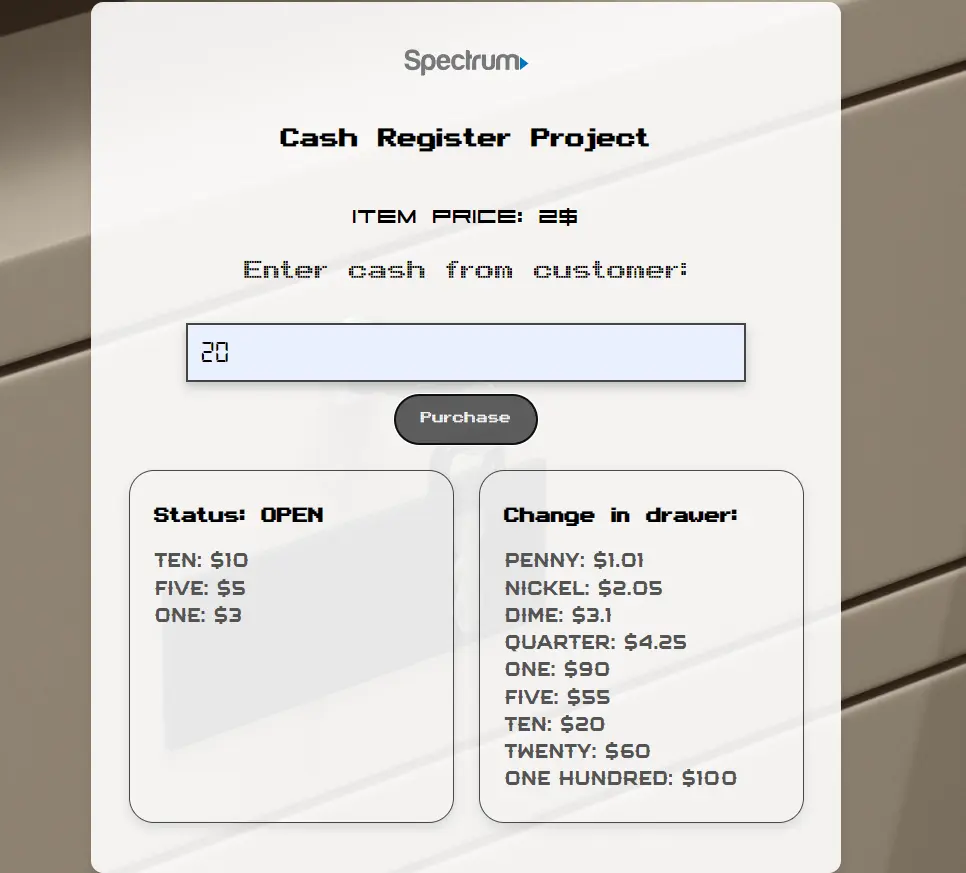 Spectrum
Cash Register Project
ITEM PRICE: 2$
Enter cash from customer:
20
Purchase
Status: OPEN
TEN: $10
FIVE: $5
ONE: $3
Change in drawer:
PENNY: $1.01
NICKEL: $2.05
DIME: $3.1
QUARTER: $4.25
ONE: $90
FIVE: $55
TEN: $20
TWENTY: $60
ONE HUNDRED: $100